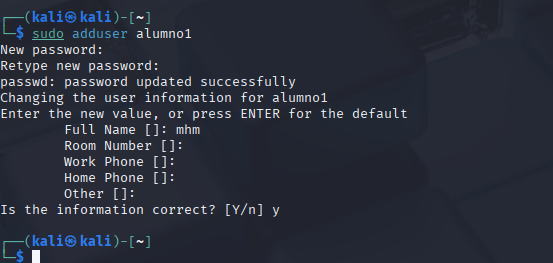 ┌──(kali㉿kali)-[~]
└─$ sudo adduser alumno1
New password:
Retype new password:
passwd: password updated successfully
Changing the user information for alumno1
Enter the new value, or press ENTER for the default
        Full Name []: mhm
        Room Number []:
        Work Phone []:
        Home Phone []:
        Other []:
Is the information correct? [Y/n] y
┌──(kali㉿kali)-[~]
└─$